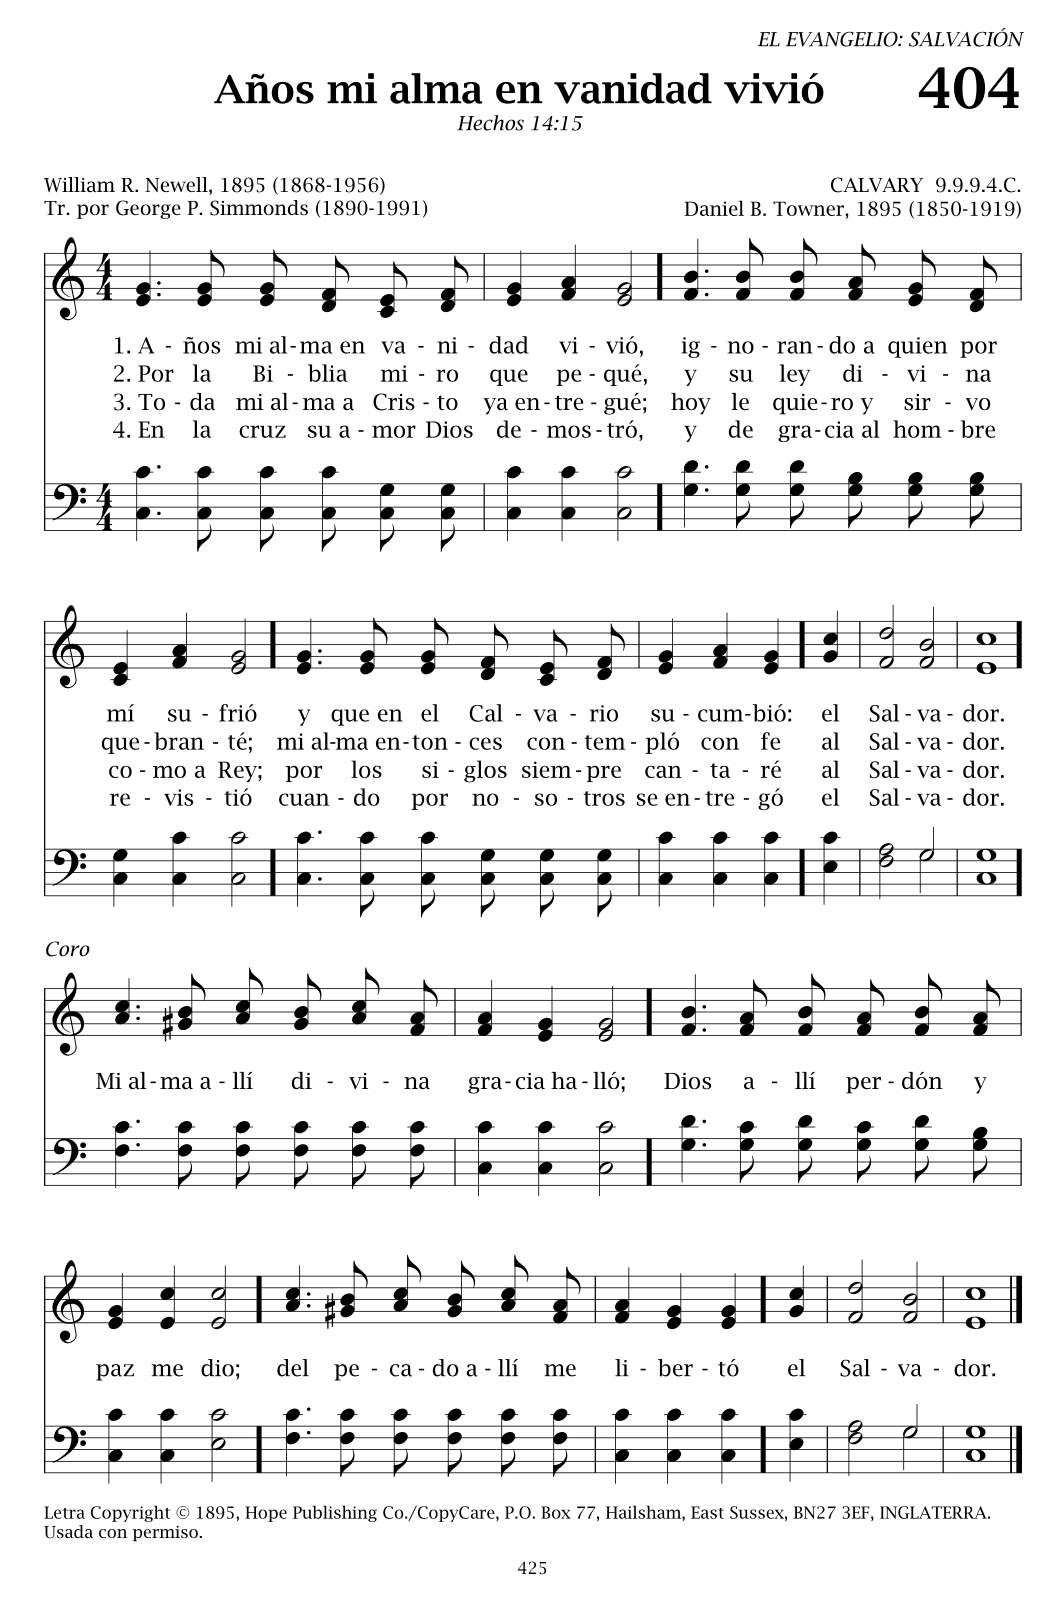 EL EVANGELIO: SALVACIÓN
Años mi alma en vanidad vivió 404
Hechos 14:15
William R. Newell, 1895 (1868-1956) CALVARY 9.9.9.4.C.
Tr. por George P. Simmonds (1890-1991) Daniel B. Towner, 1895 (1850-1919)
1. A - ños mi al - ma en va - ni - dad vi - vió, ig - no - ran - do a quien por
2. Por la Bi - blia mi - ro que pe - qué, y su ley di - vi - na
3. To - da mi al - ma a Cris - to ya en - tre - gué; hoy le quie - ro y sir - vo
4. En la cruz su a - mor Dios de - mos - tró, y de gra - cia al hom - bre
mí su - frió y que en el Cal - va - rio su - cum - bió: el Sal - va - dor.
que - bran - té; mi al - ma en - ton - ces con - tem - pló con fe al Sal - va - dor.
co - mo a Rey; por los si - glos siem - pre can - ta - ré al Sal - va - dor.
re - vis - tió cuan - do por no - so - tros se en - tre - gó el Sal - va - dor.
Coro
Mi al - ma a - llí di - vi - na gra - cia ha - lló; Dios a - llí per - dón y
paz me dio; del pe - ca - do a - llí me li - ber - tó el Sal - va - dor.
Letra Copyright © 1895, Hope Publishing Co./CopyCare, P.O. Box 77, Hailsham, East Sussex, BN27 3EF, INGLATERRA.
Usada con permiso.
425